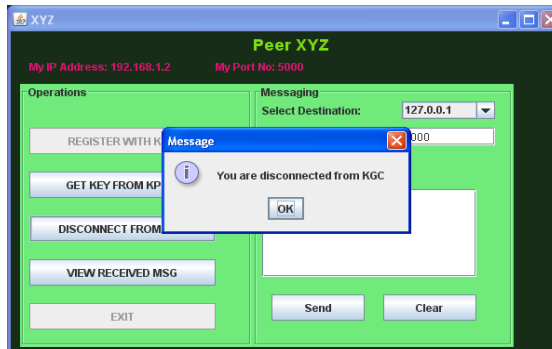 XYZ
Peer XYZ
My IP Address: 192.168.1.2 My Port No: 5000
Operations
Messaging
Select Destination: 127.0.0.1
REGISTER WITH K
Message
000
GET KEY FROM KP
You are disconnected from KGC
OK
DISCONNECT FROM
VIEW RECEIVED MSG
Send Clear
EXIT